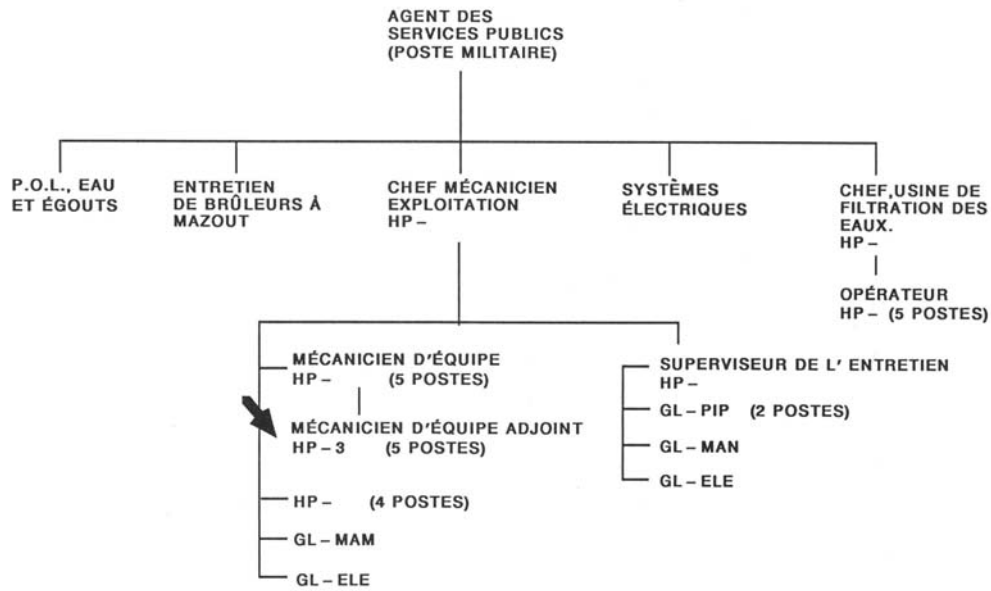 AGENT DES
SERVICES PUBLICS
(POSTE MILITAIRE)
P.O.L., EAU
ET ÉGOUTS
ENTRETIEN
DE BRÛLEURS À
MAZOUT
CHEF MÉCANICIEN
EXPLOITATION
HP –
SYSTÈMES
ÉLECTRIQUES
CHEF,USINE DE
FILTRATION DES
EAUX.
HP –
OPÉRATEUR
HP – (5 POSTES)
MÉCANICIEN D'ÉQUIPE
HP – (5 POSTES)
MÉCANICIEN D'ÉQUIPE ADJOINT
HP – 3 (5 POSTES)
HP – (4 POSTES)
GL – MAM
GL – ELE
SUPERVISEUR DE L' ENTRETIEN
HP –
GL – PIP (2 POSTES)
GL – MAN
GL – ELE